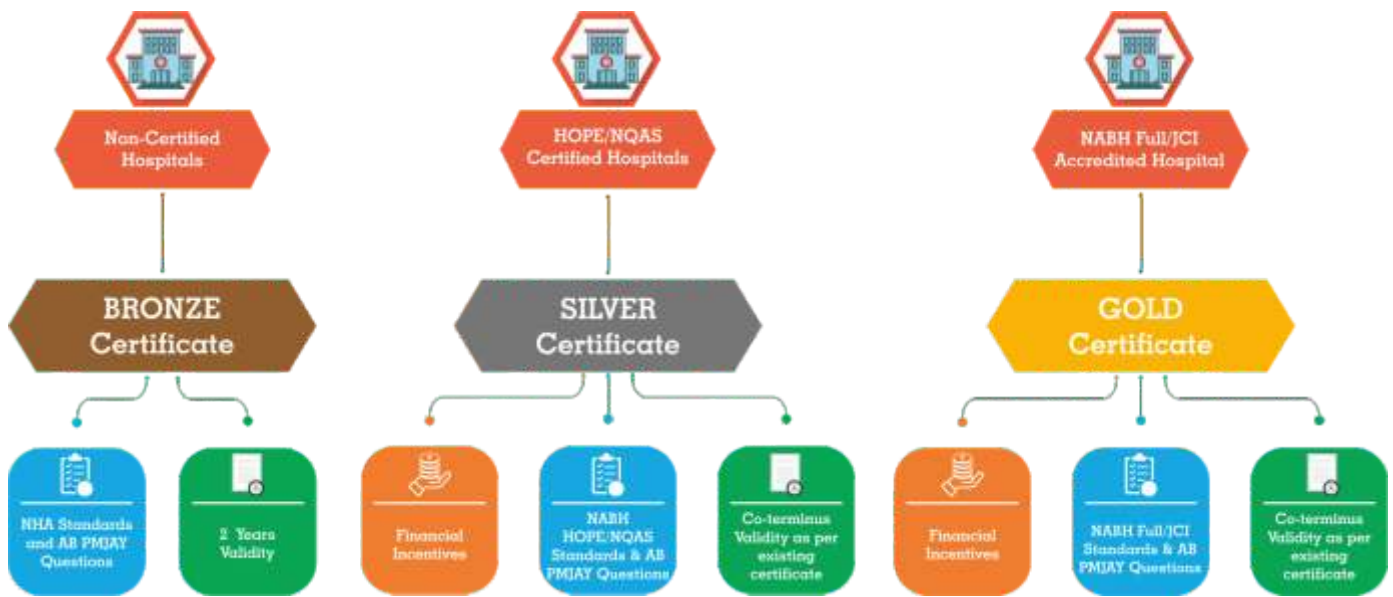 Non-Certified
Hospitals
HOPE/NQAS
Certified Hospitals
NABH Full/JCI
Accredited Hospital
BRONZE
Certificate
SILVER
Certificate
GOLD
Certificate
NHA Standards
and AB PMJAY
Questions
2 Years
Validity
Financial
Incentives
NABH
HOPE/NQAS
Standards & AB
PMJAY Questions
Co-terminus
Validity as per
existing
certificate
Financial
Incentives
NABH Full/JCI
Standards & AB
PMJAY Questions
Co-terminus
Validity as per
existing
certificate